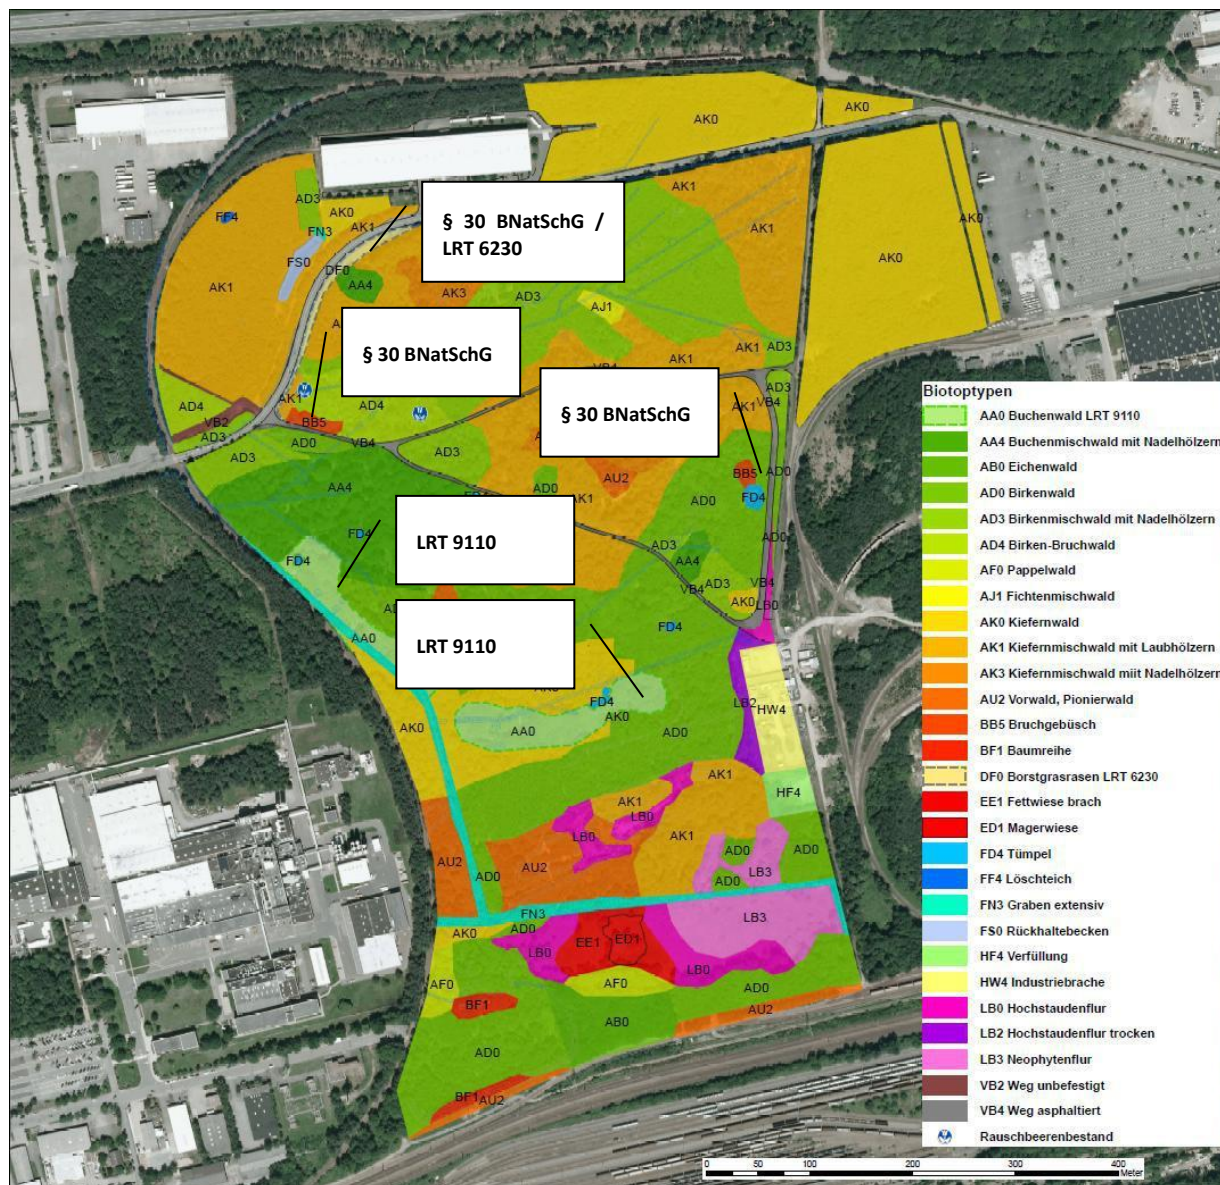 AK0
AK0
AK1
AK1
AK0
AK0
AD3
AK0
AK1
FF4
FN3
FS0
DF0
AA4
AK1
AK3
AD3
AJ1
§ 30 BNatSchG /
LRT 6230
§ 30 BNatSchG
§ 30 BNatSchG
AK1
AK1
AD3
VB4
AD3
AK1
VB4
AK1
AD4
VB2
AD3
BB5
AD4
AD0
VB4
AD3
AD3
AU2
AD0
AK1
BB5
FD4
AD0
AD0
AA4
FD4
FD4
LRT 9110
AD3
AA4
AD3
VB4
AD0
VB4
AK0
LB0
FD4
AA0
LRT 9110
FD4
AK0
AA0
AK0
AD0
LB2
HW4
HF4
AK1
AK1
LB0
LB0
AK1
AU2
AU2
AD0
AD0
AD0
AD0
LB3
FN3
AK0
AD0
LB0
EE1
ED1
LB3
LB0
AF0
AF0
AD0
BF1
AB0
AU2
AD0
BF1
AU2
Biotoptypen
AA0 Buchenwald LRT 9110
AA4 Buchenmischwald mit Nadelhölzern
AB0 Eichenwald
AD0 Birkenwald
AD3 Birkenmischwald mit Nadelhölzern
AD4 Birken-Bruchwald
AF0 Pappelwald
AJ1 Fichtenmischwald
AK0 Kiefernwald
AK1 Kiefernmischwald mit Laubhölzern
AK3 Kiefernmischwald miit Nadelhölzern
AU2 Vorwald, Pionierwald
BB5 Bruchgebüsch
BF1 Baumreihe
DF0 Borstgrasrasen LRT 6230
EE1 Fettwiese brach
ED1 Magerwiese
FD4 Tümpel
FF4 Löschteich
FN3 Graben extensiv
FS0 Rückhaltebecken
HF4 Verfüllung
HW4 Industriebrache
LB0 Hochstaudenflur
LB2 Hochstaudenflur trocken
LB3 Neophytenflur
VB2 Weg unbefestigt
VB4 Weg asphaltiert
Rauschbeerenbestand
0 50 100 200 300 400
Meter